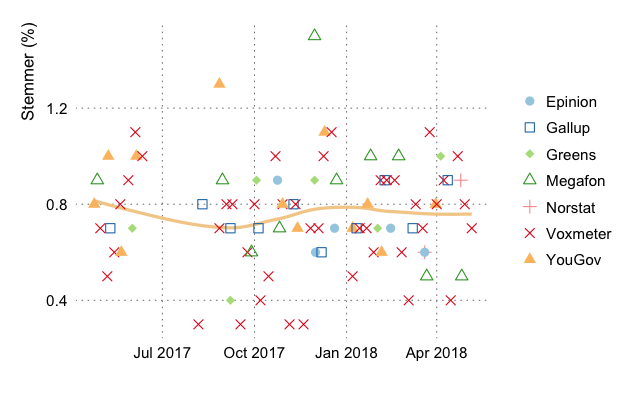 Stemmer (%)
1.2
0.8
0.4
Jul 2017
Oct 2017
Jan 2018
Apr 2018
Epinion
Gallup
Greens
Megafon
Norstat
Voxmeter
YouGov